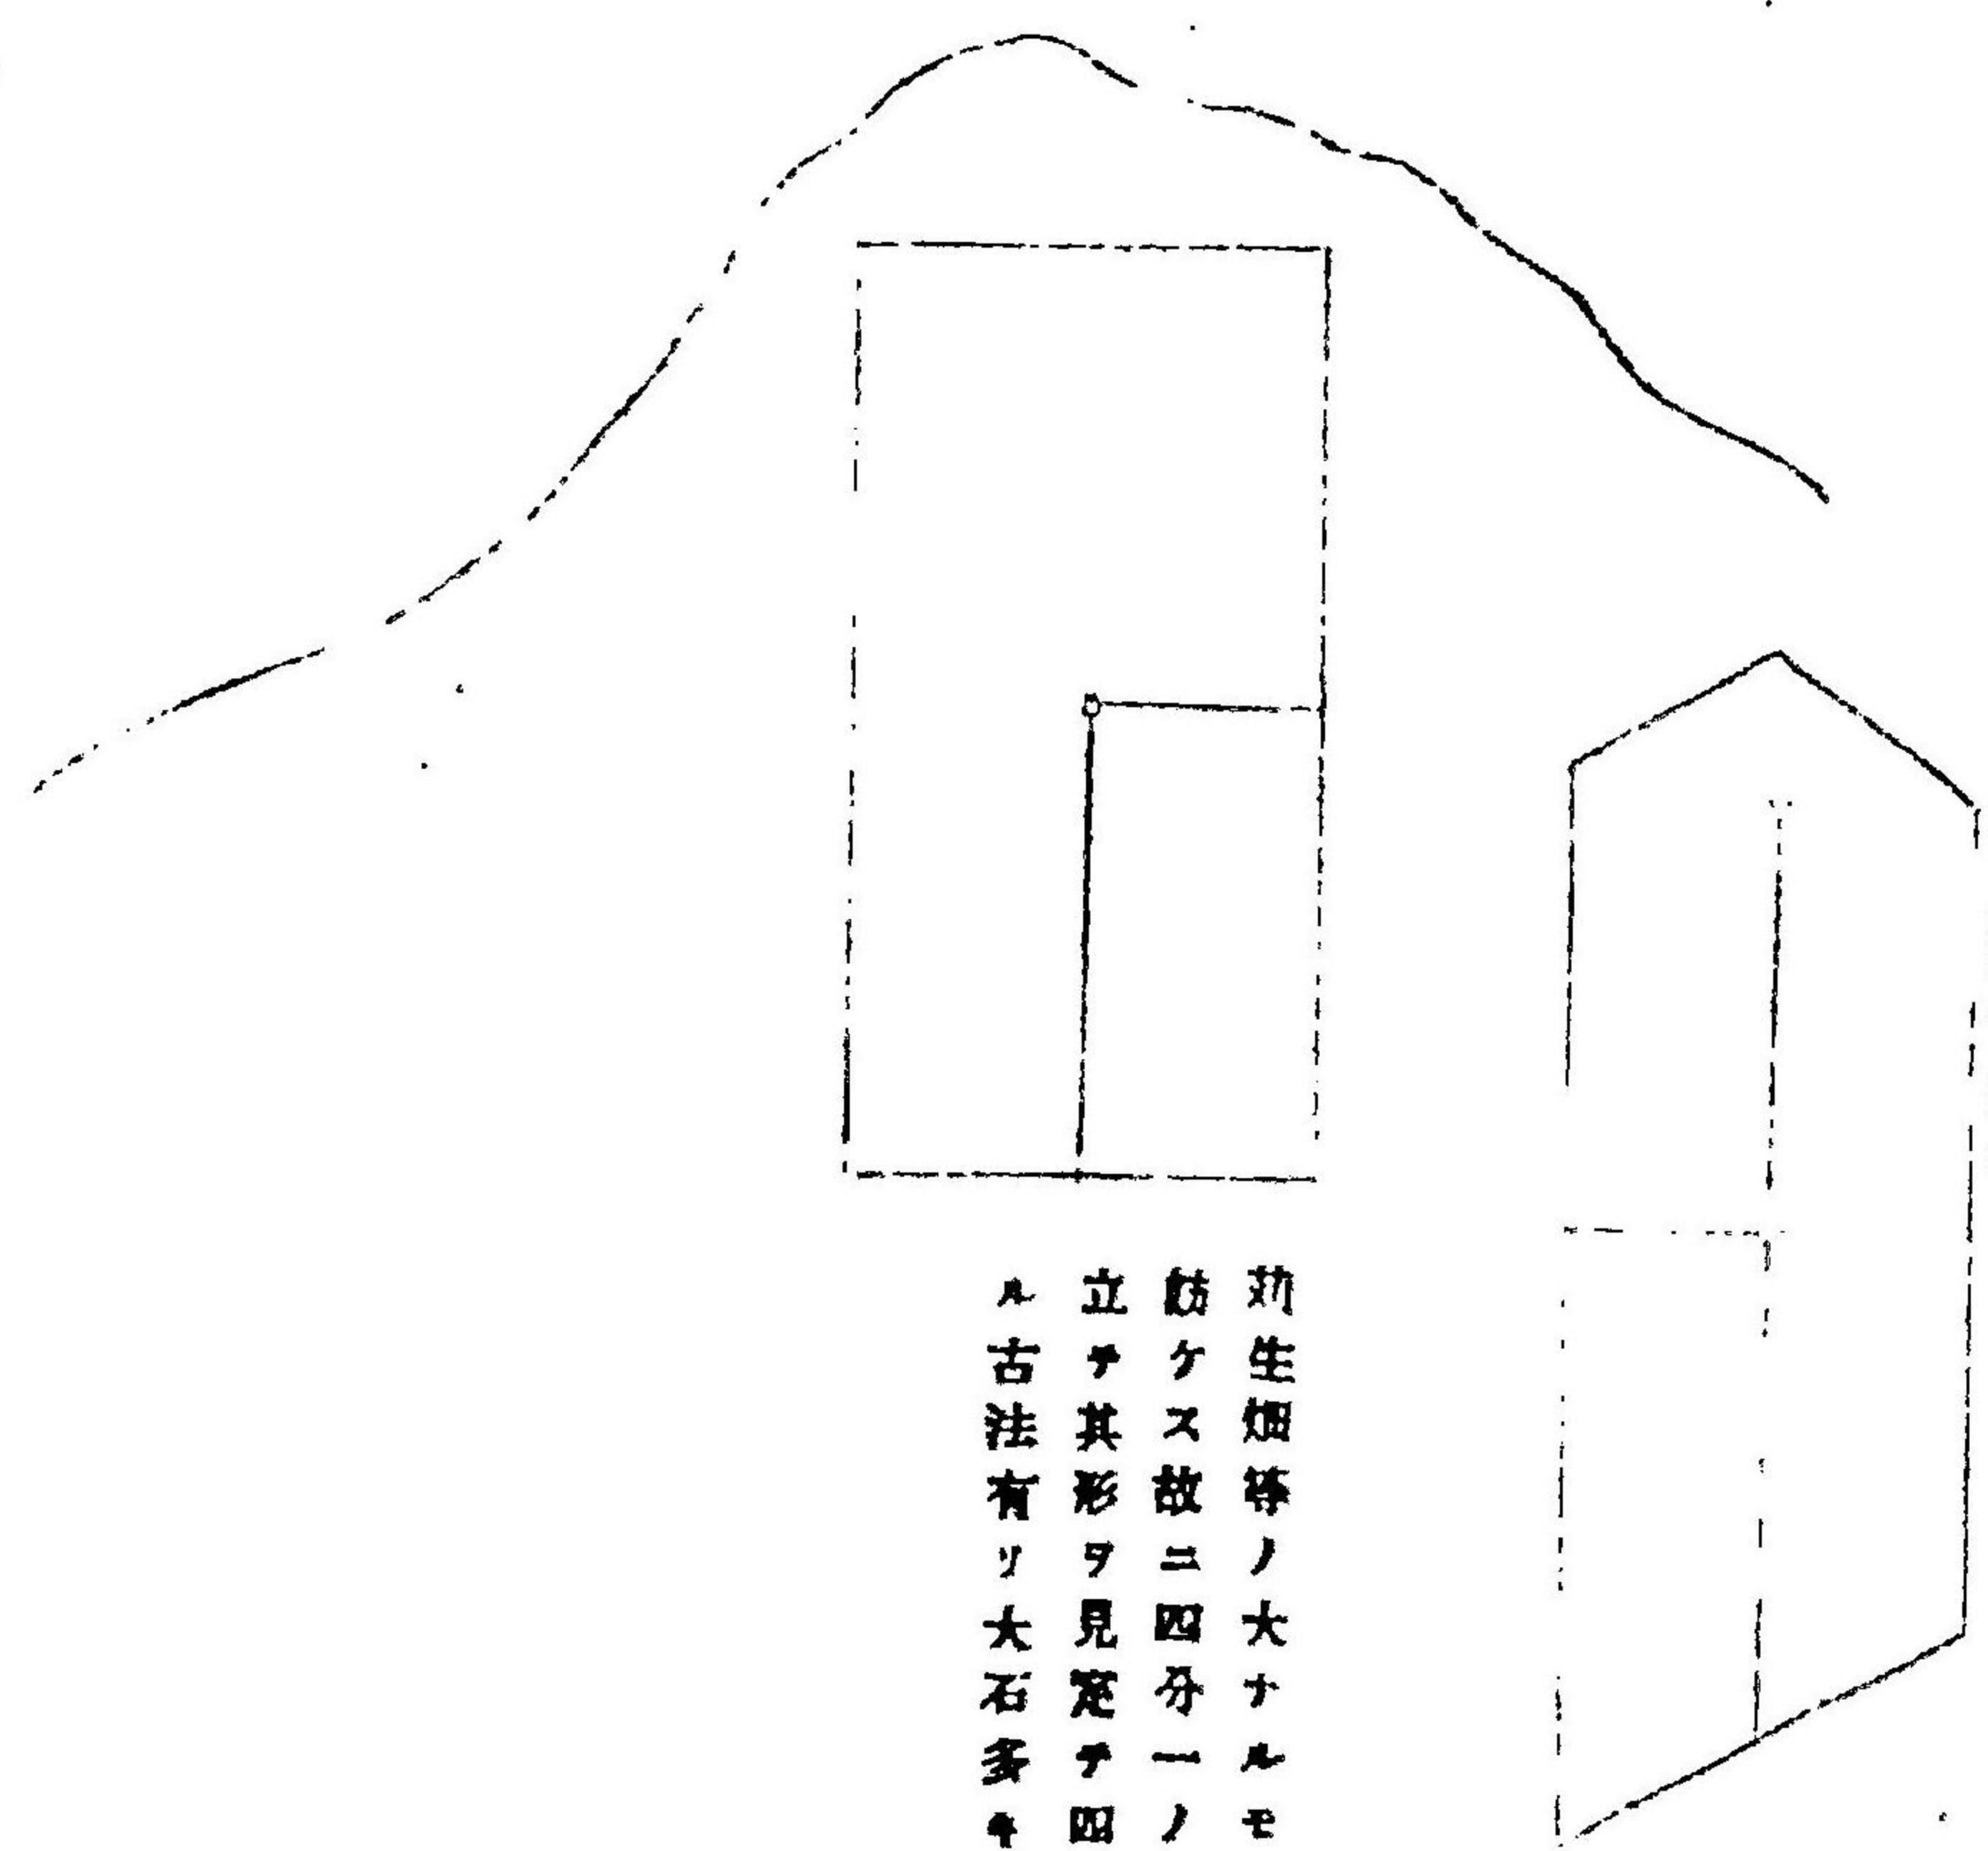 苅生畑等ノ大ナルモ
妨ケス故ニ四分一ノ
立テ其形ヲ見定テ四
ル古法有リ大石多キ